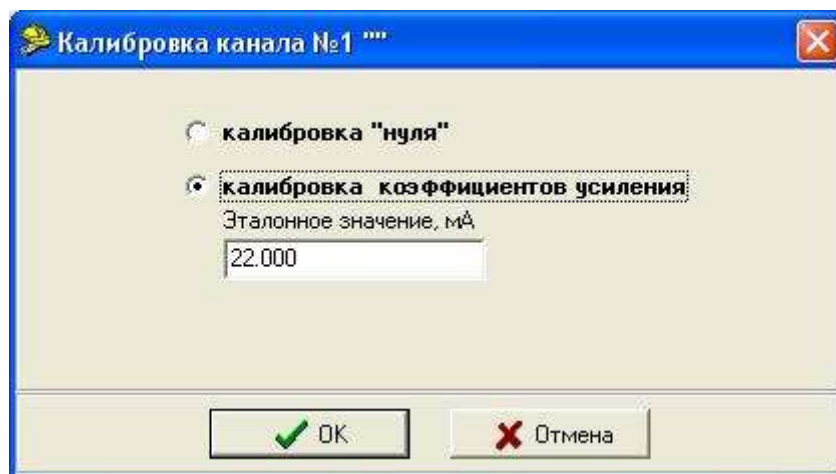 Калибровка канала №1 ""
калибровка "нуля"
калибровка коэффициентов усиления
Эталонное значение, мА
22.000
OK
Отмена